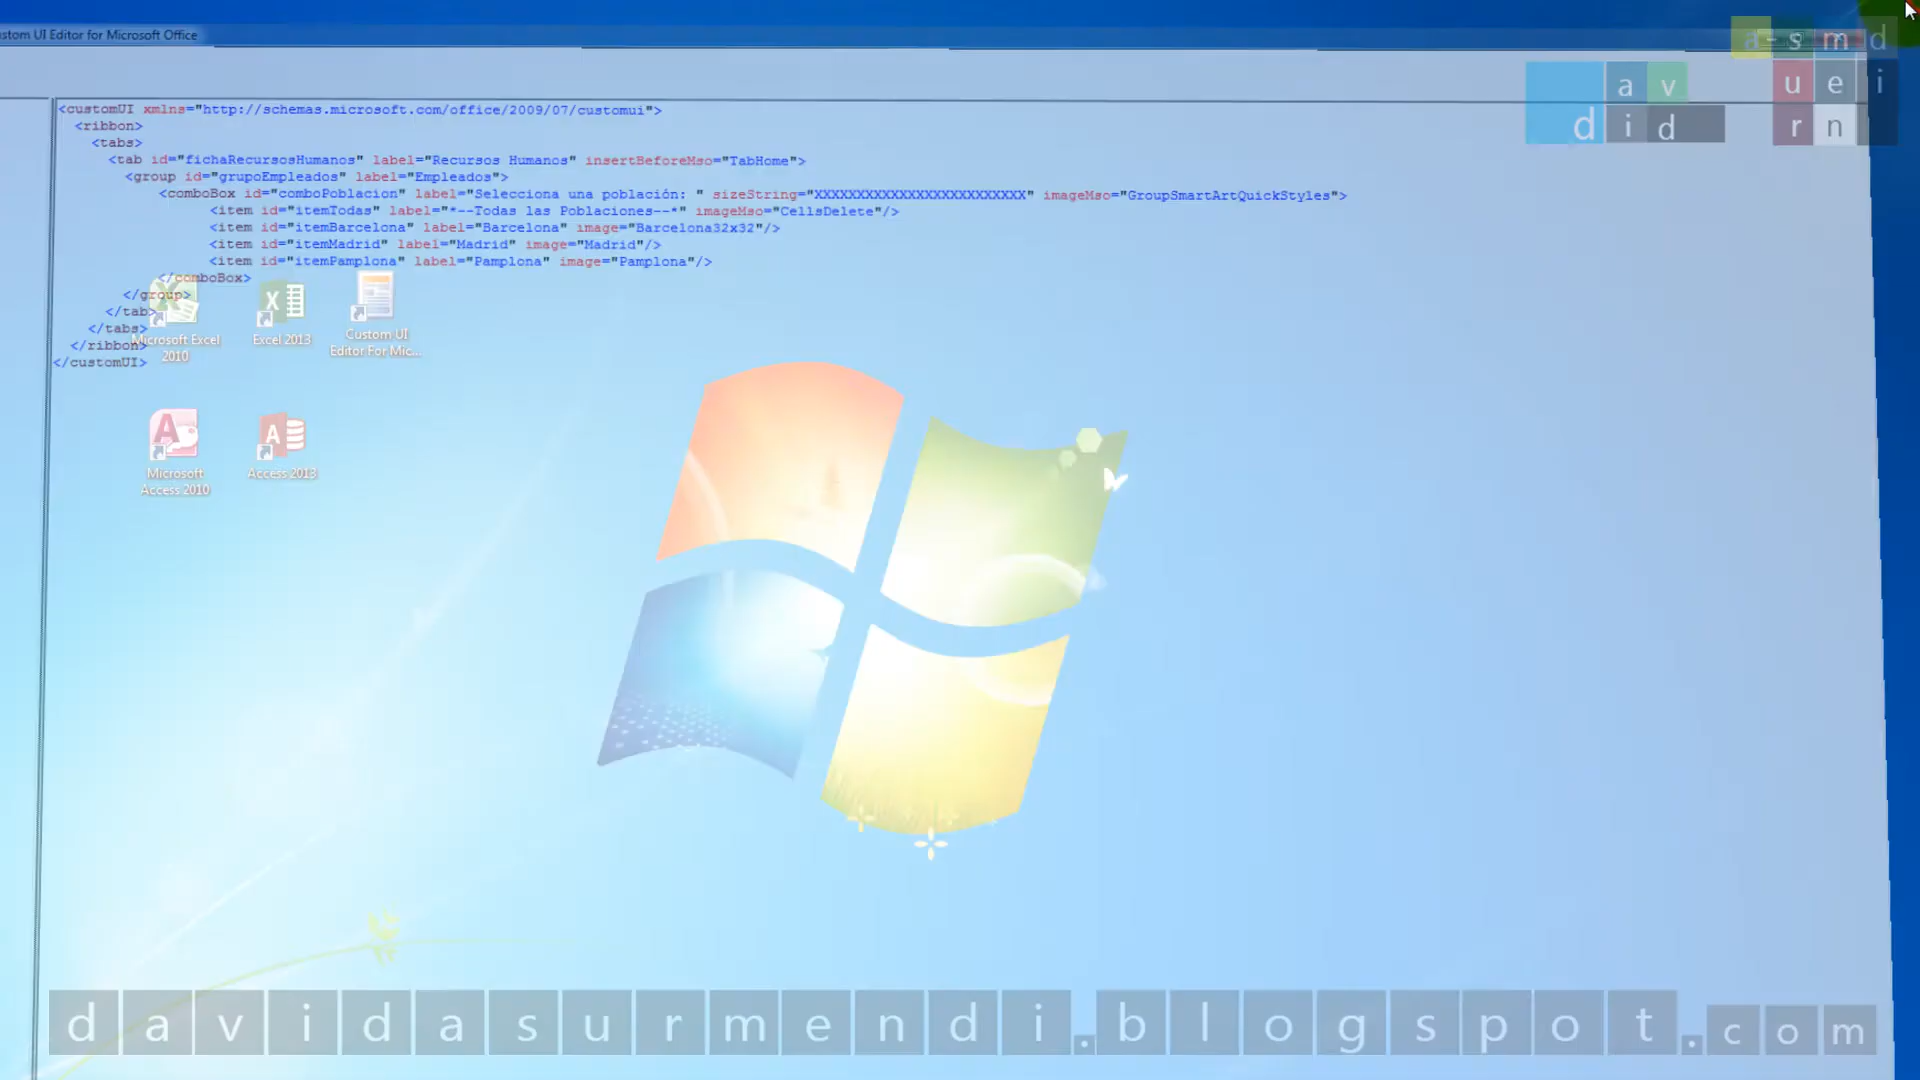 stom UI Editor for Microsoft Office
a-s m d
d av id
u e i
r n
<customUI xmlns="http://schemas.microsoft.com/office/2009/07/customui">
<ribbon>
<tabs>
<tab id="fichaRecursosHumanos" label="Recursos Humanos" insertBeforeMso="TabHome">
<group id="grupoEmpleados" label="Empleados">
<comboBox id="comboPoblacion" label="Selecciona una población: " sizeString="XXXXXXXXXXXXXXXXXXXXXXXXX" imageMso="GroupSmartArtQuickStyles">
<item id="itemTodas" label="*--Todas las Poblaciones--*" imageMso="CellsDelete"/>
<item id="itemBarcelona" label="Barcelona" image="Barcelona32x32"/>
<item id="itemMadrid" label="Madrid" image="Madrid"/>
<item id="itemPamplona" label="Pamplona" image="Pamplona"/>
</comboBox>
</group>
</tab>
</tabs>
</ribbon>
</customUI>
Microsoft Excel
2010
Excel 2013
Custom UI
Editor For Mic...
Microsoft
Access 2010
Access 2013
davidasurmendi.blogspot.com